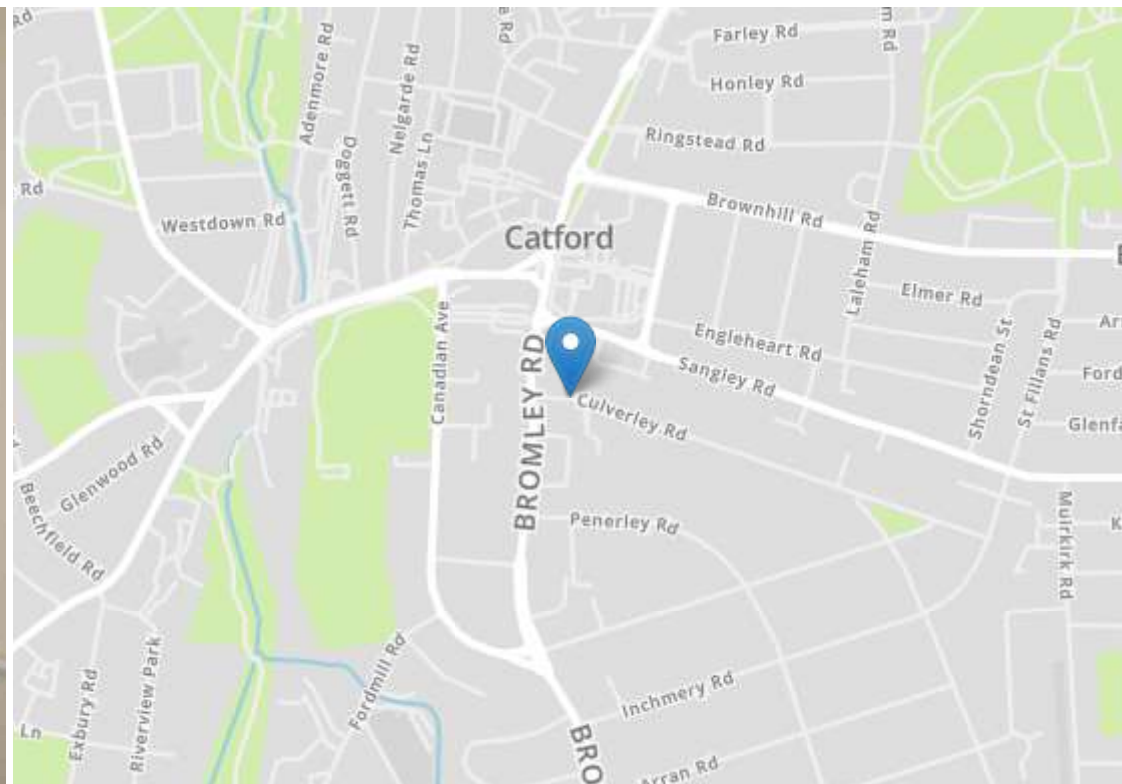 Rd
Adenmore Rd
Nelgarde Rd
Doggett Rd
Thomas Ln
Farley Rd
Honley Rd
Ringstead Rd
Rd
Westdown Rd
Catford
Brownhill Rd
Laleham Rd
Elmer Rd
Engleheart Rd
Sangley Rd
Shorndean St
St Fillans Rd
Canadian Ave
BROMLEY RD
Culverley Rd
Glenwood Rd
Beechfield Rd
Penerley Rd
Muirkirk Rd
Fordmill Rd
Inchmery Rd
Exbury Rd
Riverview Park
Ln
BRO
Arran Rd